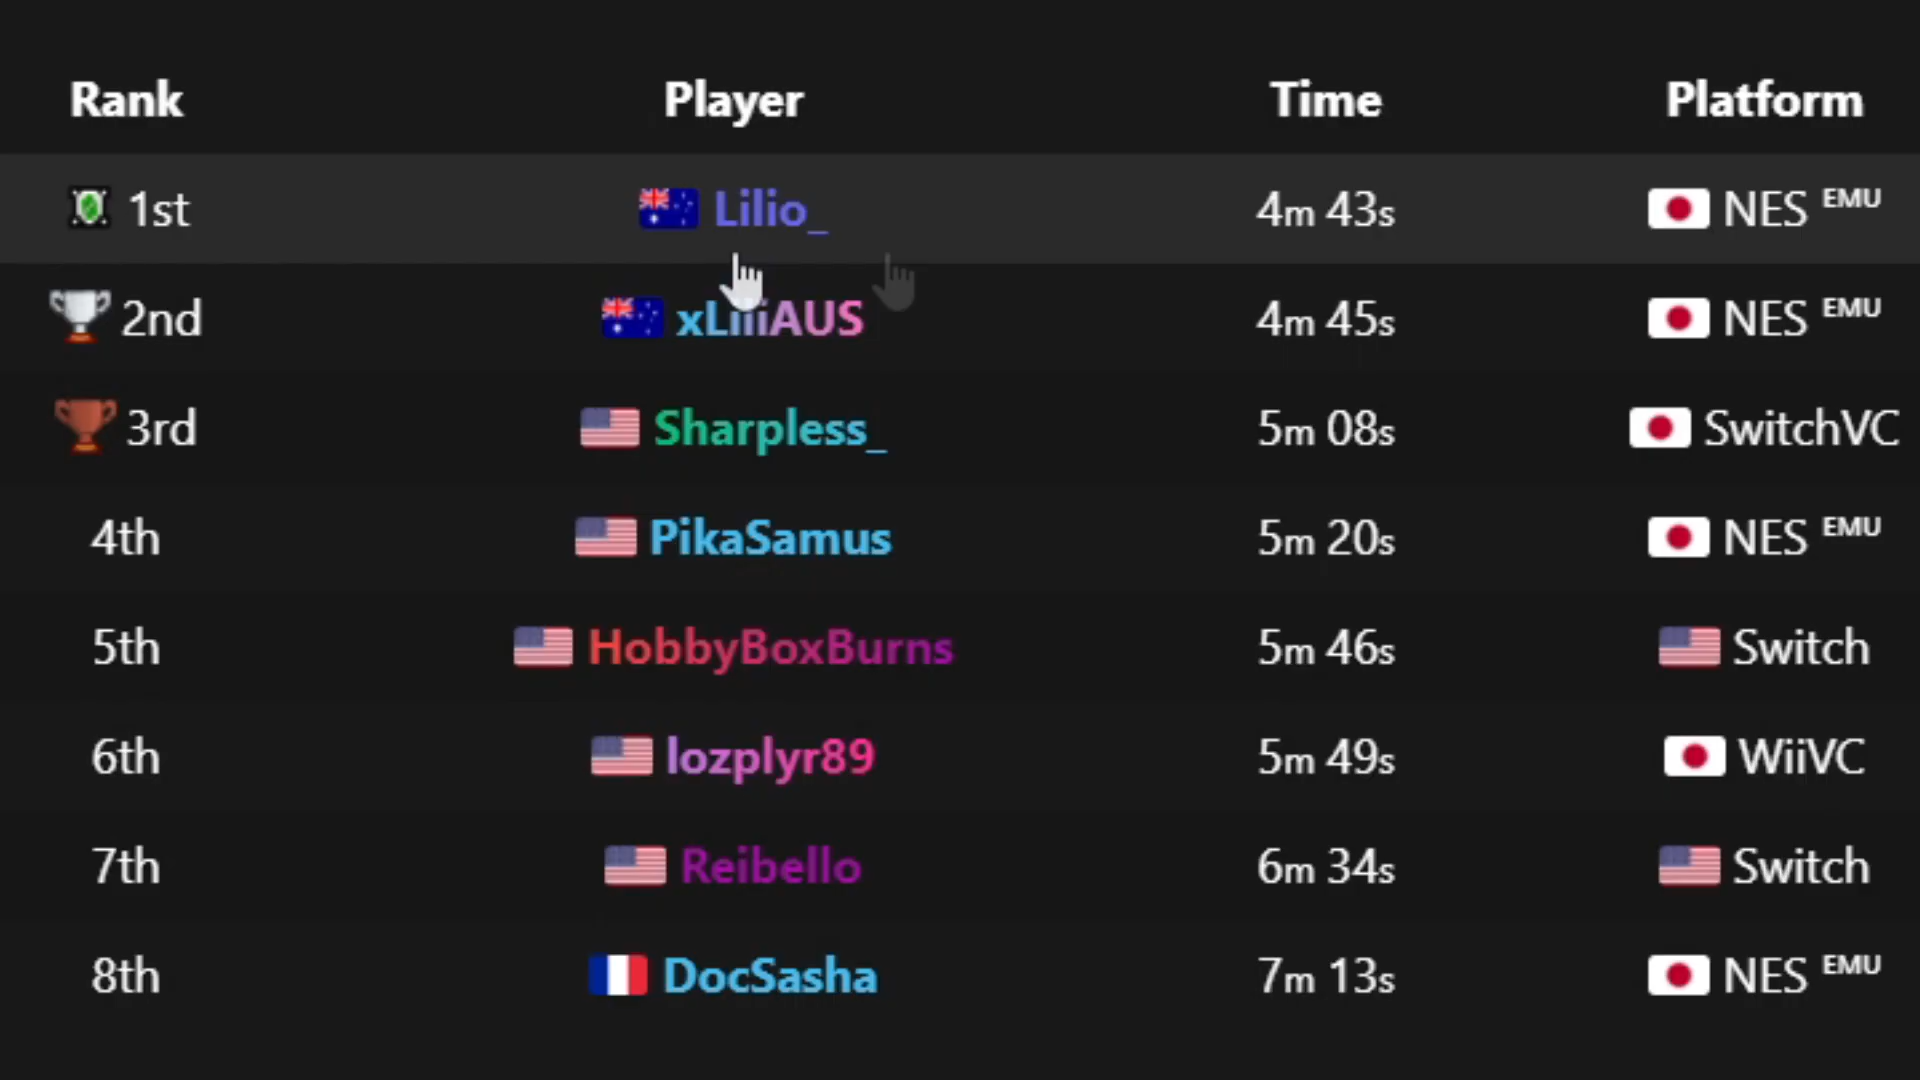 Rank Player Time Platform
1st Lilio_ 4m 43s NES EMU
2nd 4m 45s NES EMU
3rd Sharpless_ 5m 08s SwitchVC
4th PikaSamus 5m 20s NES EMU
5th HobbyBoxBurns 5m 46s Switch
6th lozplyr89 5m 49s WiiVC
7th Reibello 6m 34s Switch
8th DocSasha 7m 13s NES EMU